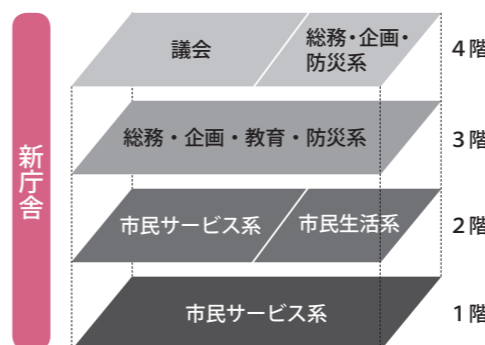 新庁舎
議会
総務・企画・
防災系
4階
総務・企画・教育・防災系
3階
市民サービス系
市民生活系
2階
市民サービス系
1階